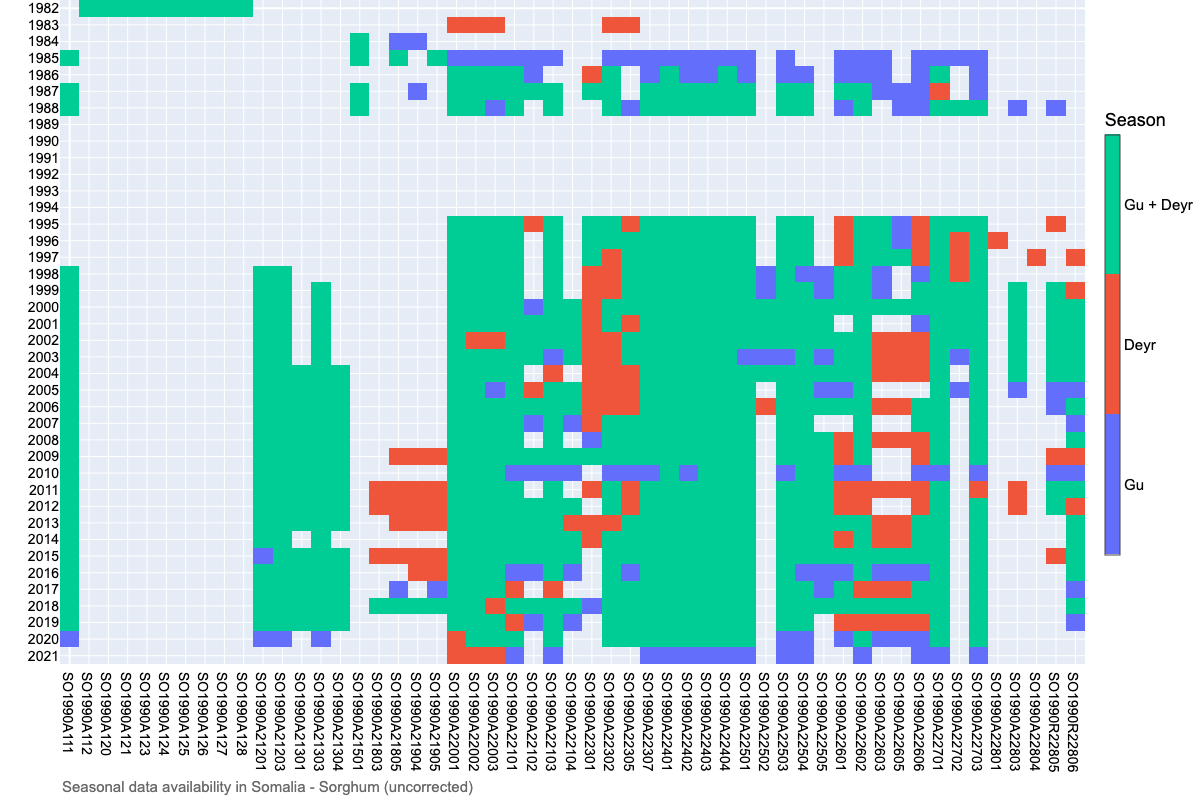 1982
1983
1984
1985
1986
1987
1988
1989
1990
1991
1992
1993
1994
1995
1996
1997
1998
1999
2000
2001
2002
2003
2004
2005
2006
2007
2008
2009
2010
2011
2012
2013
2014
2015
2016
2017
2018
2019
2020
2021
SO1990A111
SO1990A112
SO1990A120
SO1990A121
SO1990A123
SO1990A124
SO1990A125
SO1990A126
SO1990A127
SO1990A128
SO1990A21201
SO1990A21203
SO1990A21301
SO1990A21303
SO1990A21304
SO1990A21501
SO1990A21803
SO1990A21805
SO1990A21904
SO1990A21905
SO1990A22001
SO1990A22002
SO1990A22003
SO1990A22101
SO1990A22102
SO1990A22103
SO1990A22104
SO1990A22301
SO1990A22302
SO1990A22305
SO1990A22307
SO1990A22401
SO1990A22402
SO1990A22403
SO1990A22404
SO1990A22501
SO1990A22502
SO1990A22503
SO1990A22504
SO1990A22505
SO1990A22601
SO1990A22602
SO1990A22603
SO1990A22605
SO1990A22606
SO1990A22701
SO1990A22702
SO1990A22703
SO1990A22801
SO1990A22803
SO1990A22804
SO1990R22805
SO1990R22806
Season
Gu + Deyr
Deyr
Gu
Seasonal data availability in Somalia - Sorghum (uncorrected)